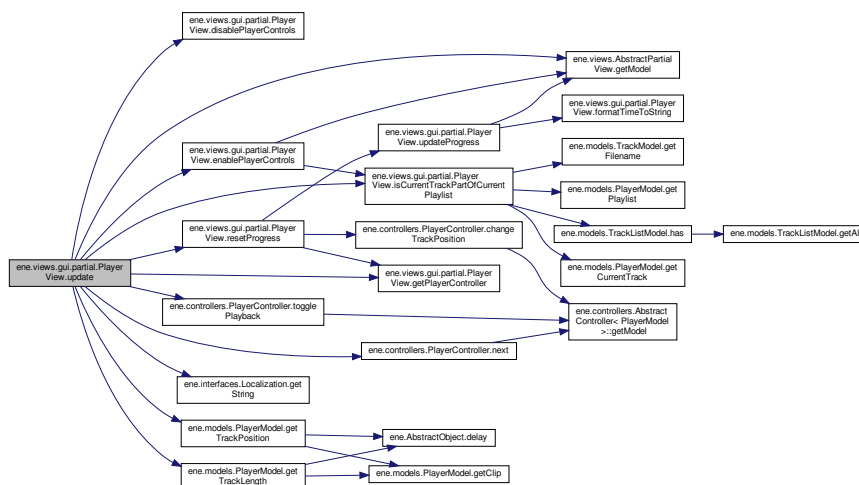 ene.views.gui.partial.Player
View.disablePlayerControls
ene.views.AbstractPartial
View.getModel
ene.views.gui.partial.Player
View.formatTimeToString
ene.views.gui.partial.Player
View.updateProgress
ene.models.TrackModel.get
Filename
ene.views.gui.partial.Player
View.enablePlayerControls
ene.views.gui.partial.Player
View.isCurrentTrackPartOfCurrent
Playlist
ene.models.PlayerModel.get
Playlist
ene.views.gui.partial.Player
View.resetProgress
ene.controllers.PlayerController.change
TrackPosition
ene.models.TrackListModel.has
ene.models.TrackListModel.getAl
ene.views.gui.partial.Player
View.update
ene.views.gui.partial.Player
View.getPlayerController
ene.models.PlayerModel.get
CurrentTrack
ene.controllers.PlayerController.toggle
Playback
ene.controllers.Abstract
Controller< PlayerModel
>::getModel
ene.controllers.PlayerController.next
ene.interfaces.Localization.get
String
ene.models.PlayerModel.get
TrackPosition
ene.AbstractObject.delay
ene.models.PlayerModel.get
TrackLength
ene.models.PlayerModel.getClip